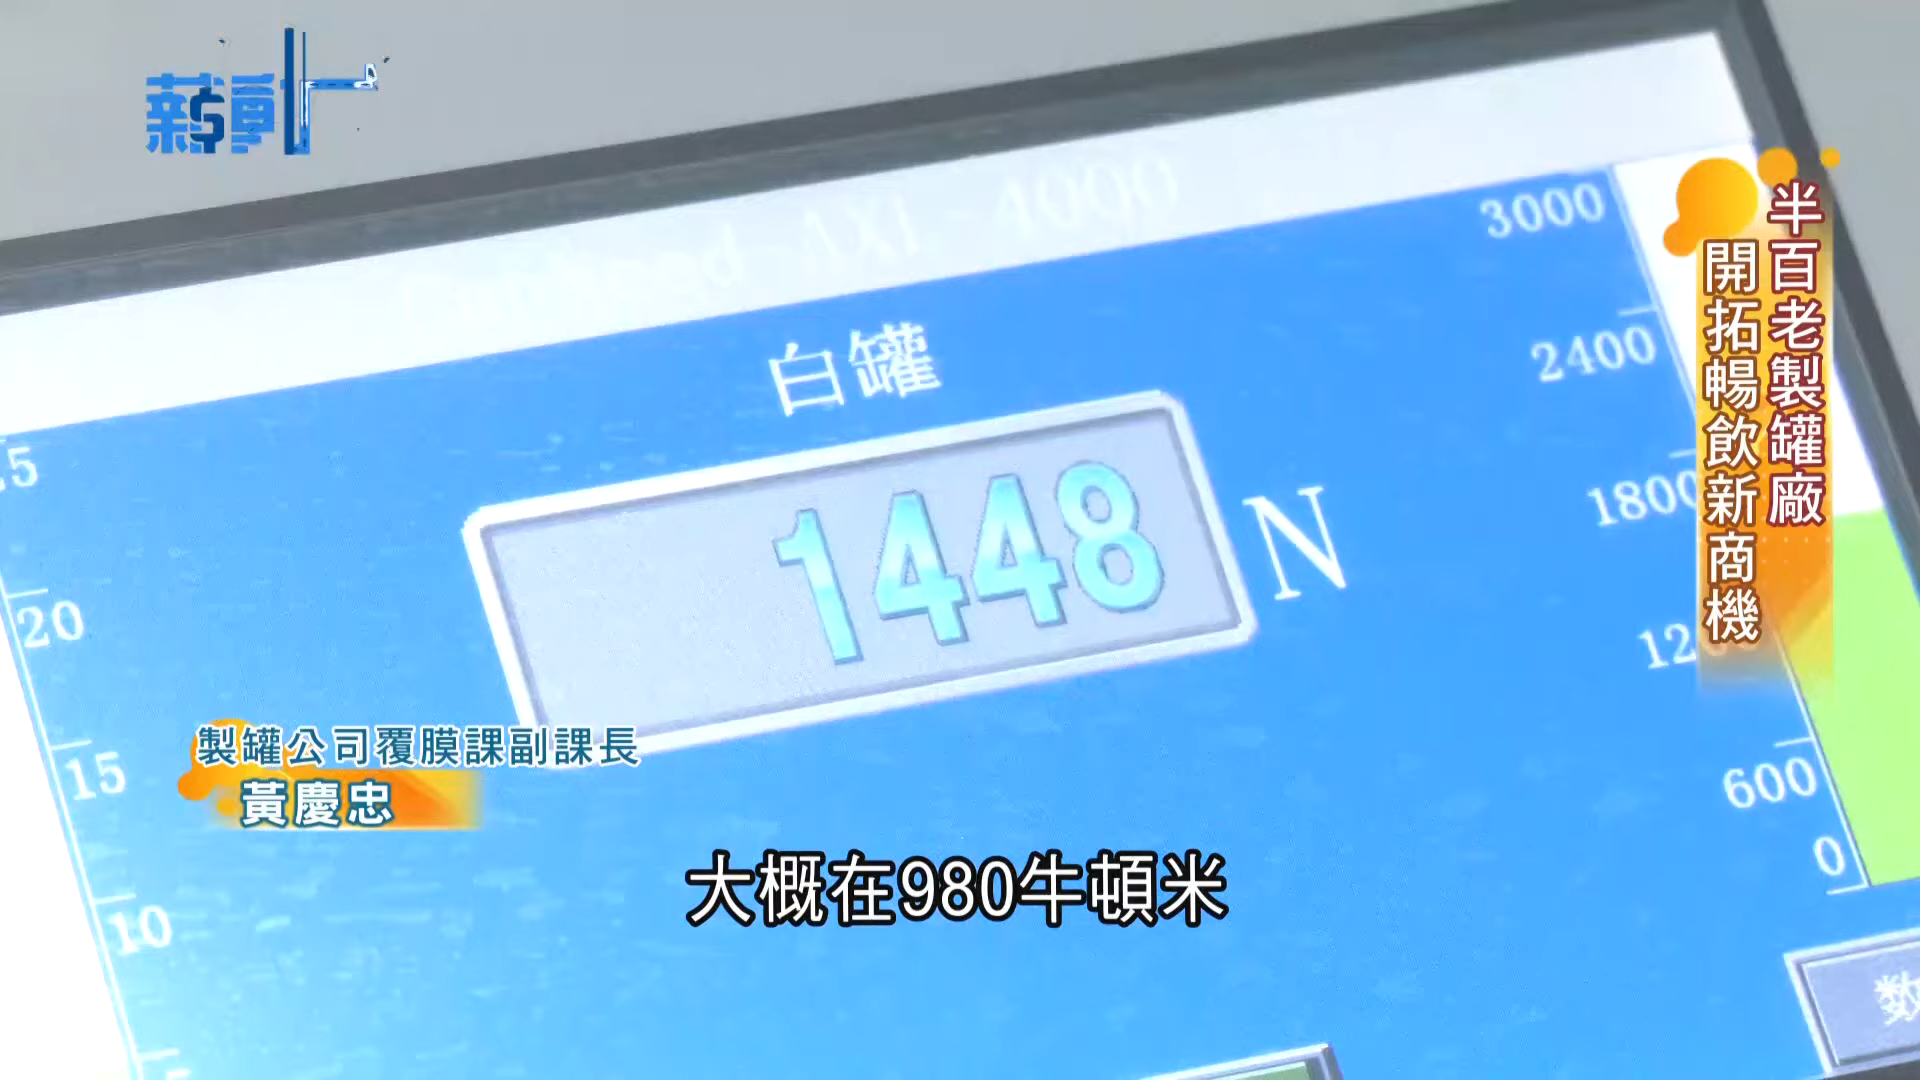 半百老製罐廠
開拓暢飲新商機
AXI-4000
白罐
1448 N
3000
2400
1800
600
0
20
15
10
製罐公司覆膜課副課長
黃慶忠
大概在980牛頓米